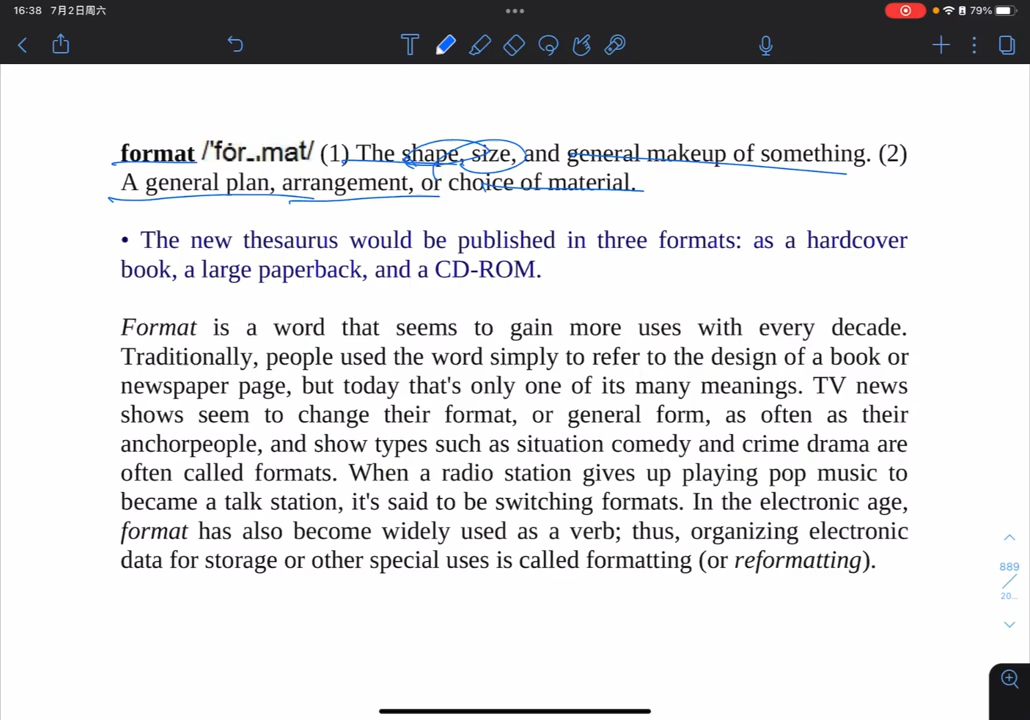 16:38 7月2日周六
79%
format /'fȯr-ˌmat/ (1) The shape, size, and general makeup of something. (2)
A general plan, arrangement, or choice of material.
• The new thesaurus would be published in three formats: as a hardcover
book, a large paperback, and a CD-ROM.
Format is a word that seems to gain more uses with every decade.
Traditionally, people used the word simply to refer to the design of a book or
newspaper page, but today that's only one of its many meanings. TV news
shows seem to change their format, or general form, as often as their
anchorpeople, and show types such as situation comedy and crime drama are
often called formats. When a radio station gives up playing pop music to
became a talk station, it's said to be switching formats. In the electronic age,
format has also become widely used as a verb; thus, organizing electronic
data for storage or other special uses is called formatting (or reformatting).
889
20...